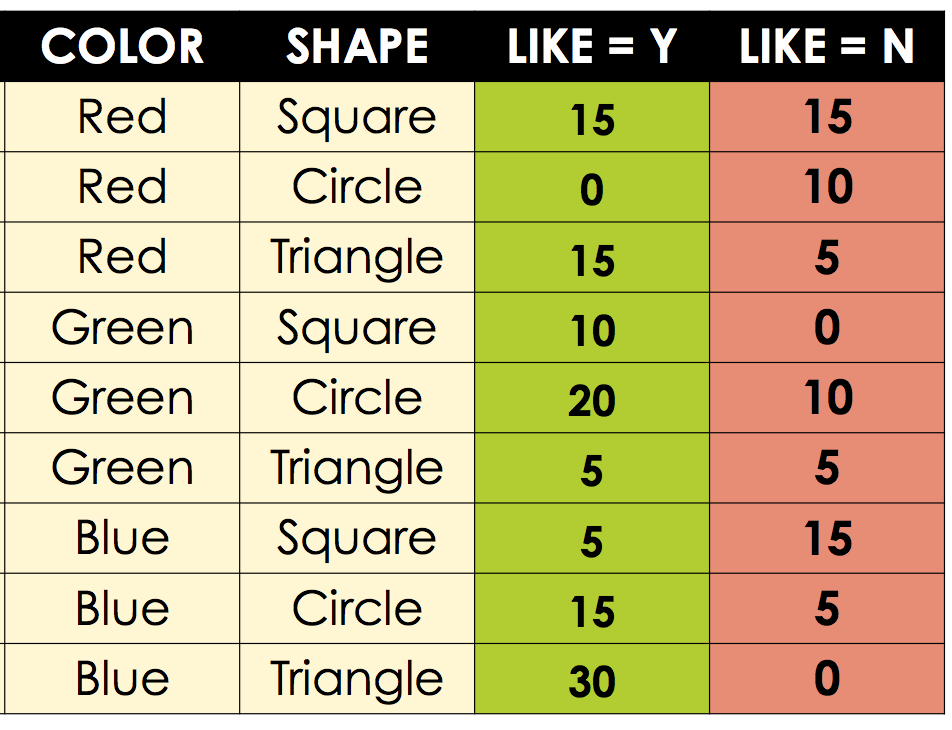 COLOR SHAPE LIKE = Y LIKE = N
Red Square 15 15
Red Circle 0 10
Red Triangle 15 5
Green Square 10 0
Green Circle 20 10
Green Triangle 5 5
Blue Square 5 15
Blue Circle 15 5
Blue Triangle 30 0